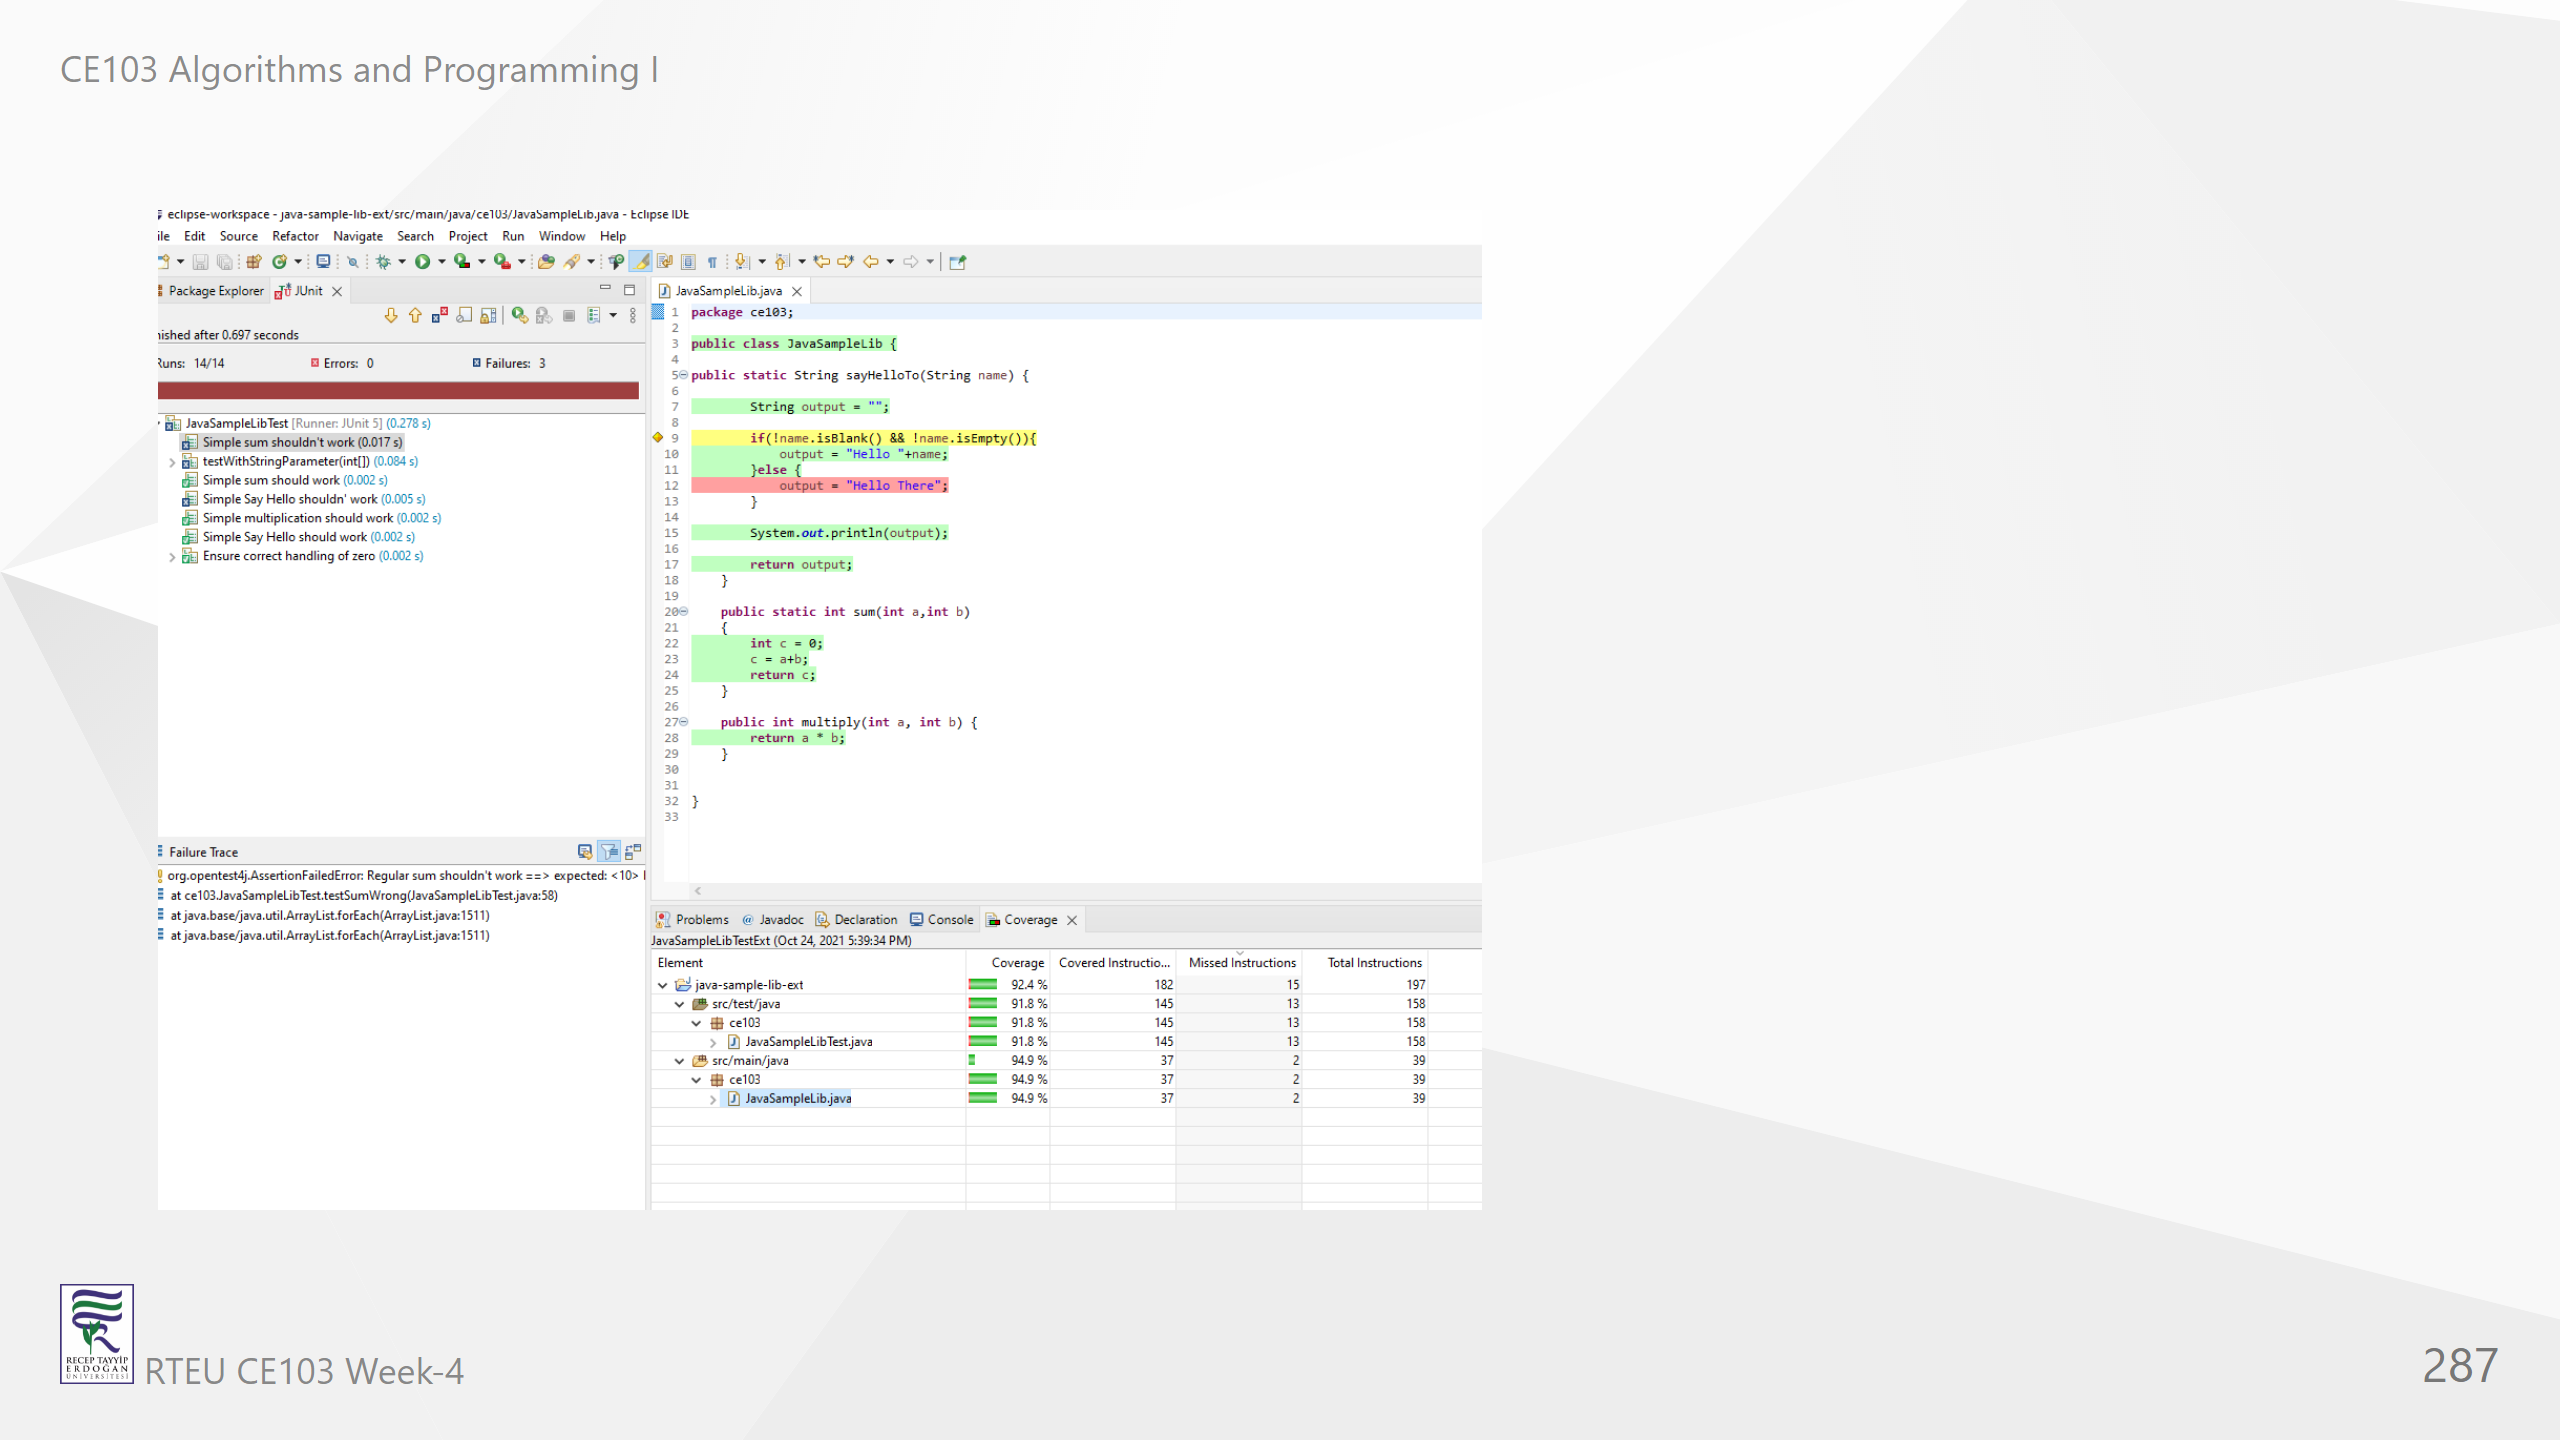 CE103 Algorithms and Programming I
eclipse-workspace - java-sample-lib-ext/src/main/java/ce103/JavaSampleLib.java - Eclipse IDE
ile Edit Source Refactor Navigate Search Project Run Window Help
Package Explorer JUnit
ished after 0.697 seconds
Runs: 14/14 Errors: 0 Failures: 3
JavaSampleLibTest [Runner: JUnit 5] (0.278 s)
Simple sum shouldn't work (0.017 s)
testWithStringParameter(int[]) (0.084 s)
Simple sum should work (0.002 s)
Simple Say Hello shouldn' work (0.005 s)
Simple multiplication should work (0.002 s)
Simple Say Hello should work (0.002 s)
Ensure correct handling of zero (0.002 s)
Failure Trace
org.opentest4j.AssertionFailedError: Regular sum shouldn't work ==> expected: <10>
at ce103.JavaSampleLibTest.testSumWrong(JavaSampleLibTest.java:58)
at java.base/java.util.ArrayList.forEach(ArrayList.java:1511)
at java.base/java.util.ArrayList.forEach(ArrayList.java:1511)
JavaSampleLib.java
1 package ce103;
2
3 public class JavaSampleLib {
4
5 public static String sayHelloTo(String name) {
6
7 String output = "";
8
9 if(!name.isBlank() && !name.isEmpty()){
10 output = "Hello "+name;
11 }else {
12 output = "Hello There";
13 }
14
15 System.out.println(output);
16
17 return output;
18 }
19
20 public static int sum(int a,int b)
21 {
22 int c = 0;
23 c = a+b;
24 return c;
25 }
26
27 public int multiply(int a, int b) {
28 return a * b;
29 }
30
31
32 }
33
Problems Javadoc Declaration Console Coverage
JavaSampleLibTestExt (Oct 24, 2021 5:39:34 PM)
Element Coverage Covered Instructio... Missed Instructions Total Instructions
java-sample-lib-ext 92.4 % 182 15 197
src/test/java 91.8 % 145 13 158
ce103 91.8 % 145 13 158
JavaSampleLibTest.java 91.8 % 145 13 158
src/main/java 94.9 % 37 2 39
ce103 94.9 % 37 2 39
JavaSampleLib.java 94.9 % 37 2 39
RECEP TAYYİP
ERDOĞAN
ÜNİVERSİTESİ
RTEU CE103 Week-4
287